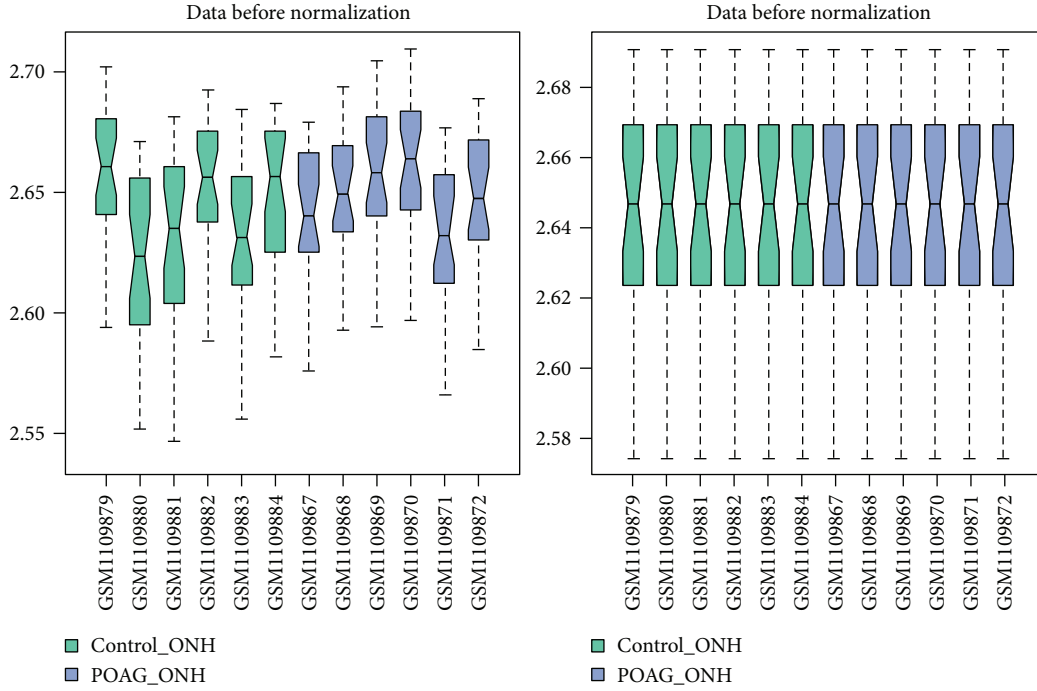 Data before normalization
2.70
2.65
2.60
2.55
GSM1109879
GSM1109880
GSM1109881
GSM1109882
GSM1109883
GSM1109884
GSM1109867
GSM1109868
GSM1109869
GSM1109870
GSM1109871
GSM1109872
Control_ONH
POAG_ONH
Data before normalization
2.68
2.66
2.64
2.62
2.60
2.58
GSM1109879
GSM1109880
GSM1109881
GSM1109882
GSM1109883
GSM1109884
GSM1109867
GSM1109868
GSM1109869
GSM1109870
GSM1109871
GSM1109872
Control_ONH
POAG_ONH